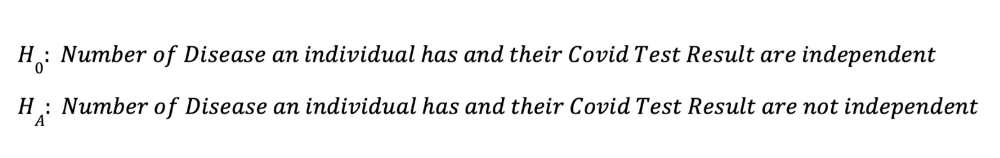 H₀: Number of Disease an individual has and their Covid Test Result are independent
H_A: Number of Disease an individual has and their Covid Test Result are not independent